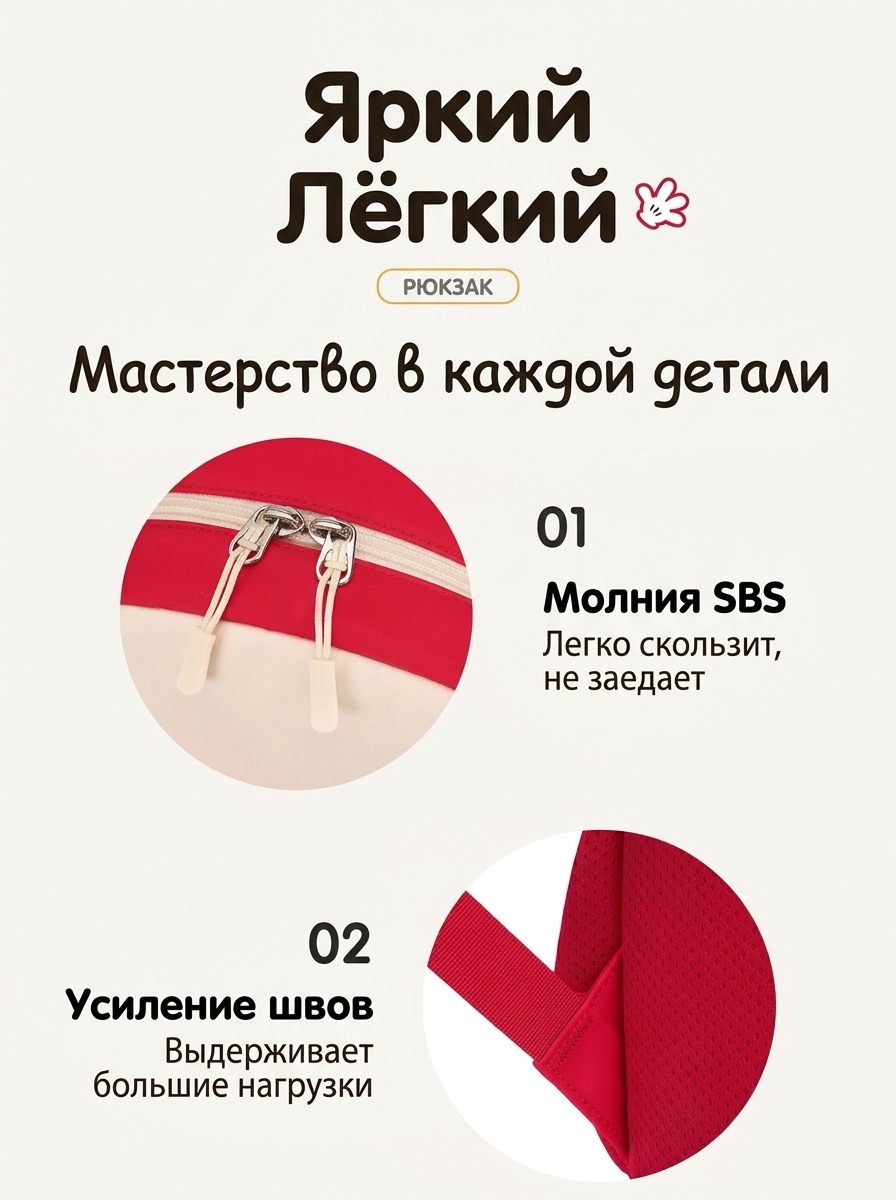 Яркий
Лёгкий
РЮКЗАК
Мастерство в каждой детали
01
Молния SBS
Легко скользит,
не заедает
02
Усиление швов
Выдерживает
большие нагрузки